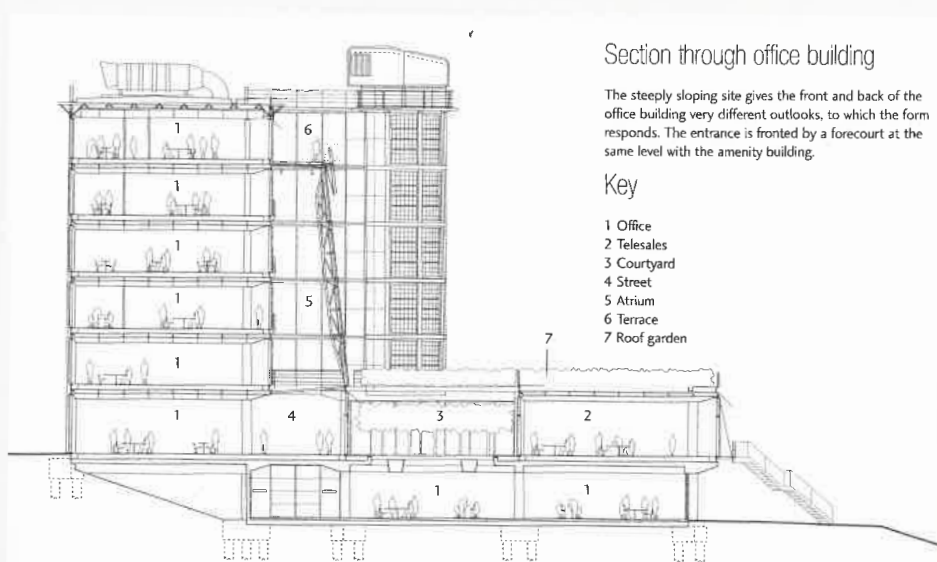 Section through office building
The steeply sloping site gives the front and back of the
office building very different outlooks, to which the form
responds. The entrance is fronted by a forecourt at the
same level with the amenity building.
Key
1 Office
2 Telesales
3 Courtyard
4 Street
5 Atrium
6 Terrace
7 Roof garden
1
6
1
1
1
5
7
1
1
4
3
2
1
1